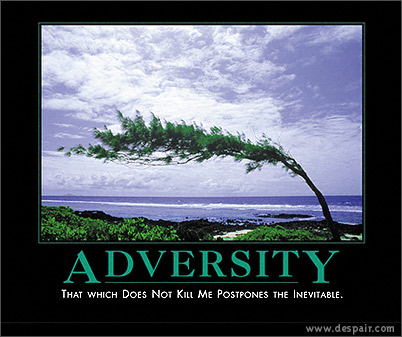 ADVERSITY
THAT WHICH DOES NOT KILL ME POSTPONES THE INEVITABLE.
www.despair.com